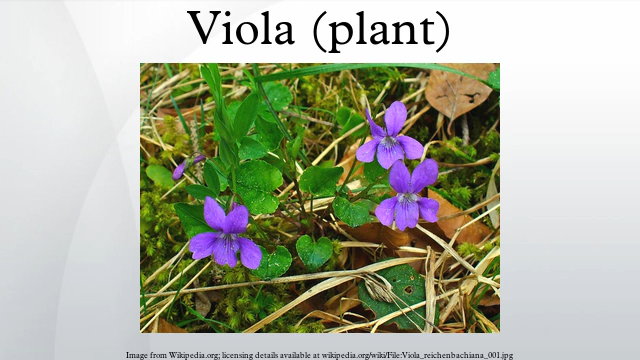 Viola (plant)
Image from Wikipedia.org; licensing details available at wikipedia.org/wiki/File:Viola_reichenbachiana_001.jpg